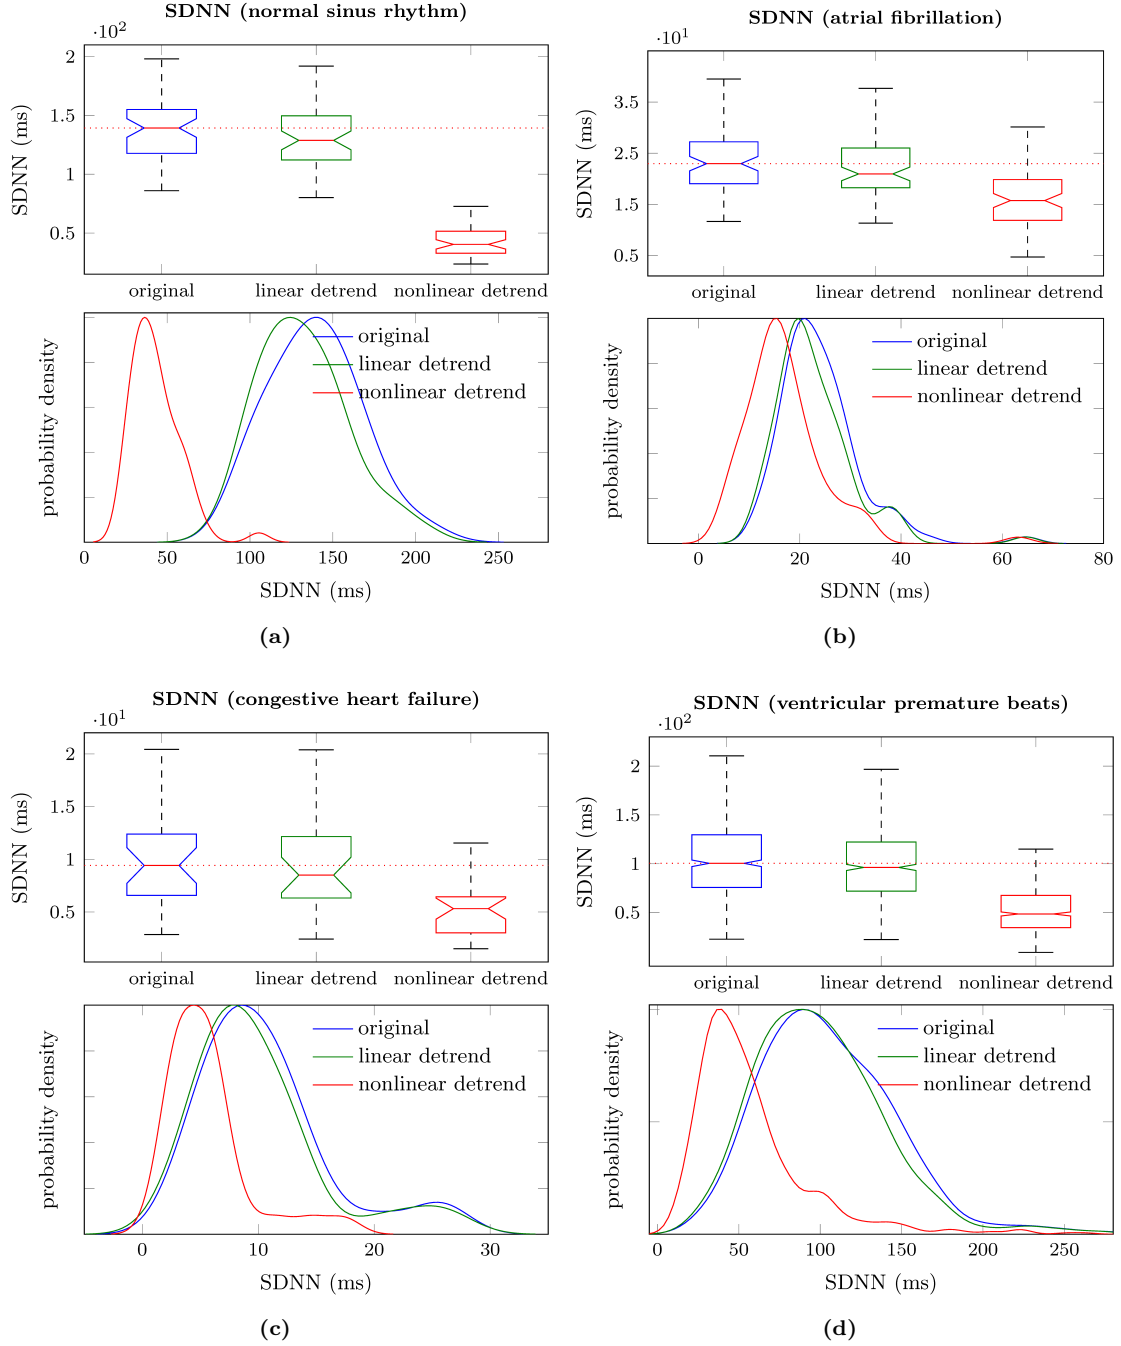 SDNN (normal sinus rhythm)
·10²
2
1.5
1
0.5
SDNN (ms)
original
linear detrend
nonlinear detrend
probability density
original
linear detrend
nonlinear detrend
0
50
100
150
200
250
SDNN (ms)
(a)
SDNN (atrial fibrillation)
·10¹
3.5
2.5
1.5
0.5
SDNN (ms)
original
linear detrend
nonlinear detrend
probability density
original
linear detrend
nonlinear detrend
0
20
40
60
80
SDNN (ms)
(b)
SDNN (congestive heart failure)
·10¹
2
1.5
1
0.5
SDNN (ms)
original
linear detrend
nonlinear detrend
probability density
original
linear detrend
nonlinear detrend
0
10
20
30
SDNN (ms)
(c)
SDNN (ventricular premature beats)
·10²
2
1.5
1
0.5
SDNN (ms)
original
linear detrend
nonlinear detrend
probability density
original
linear detrend
nonlinear detrend
0
50
100
150
200
250
SDNN (ms)
(d)